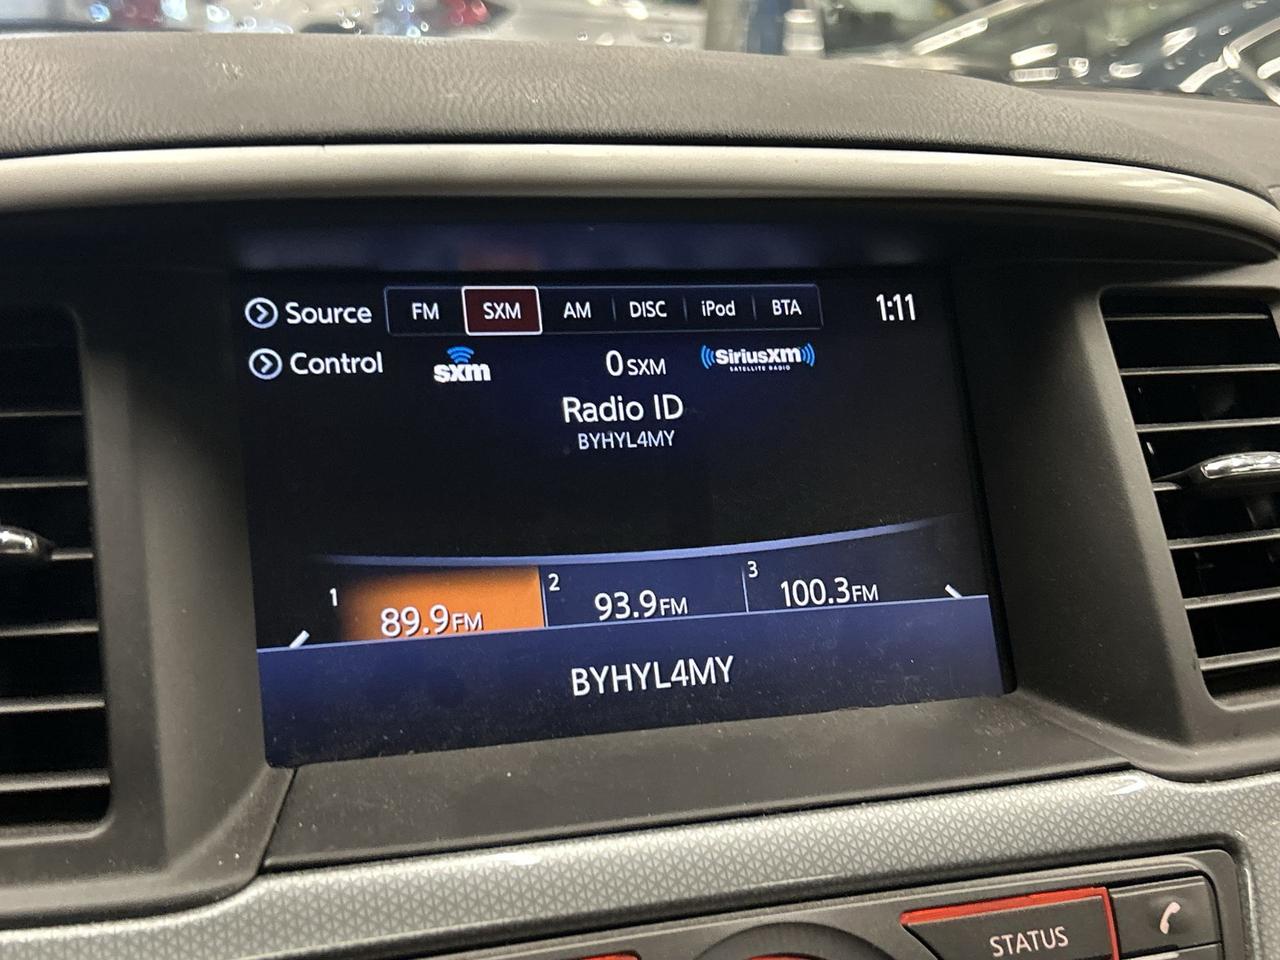 Source FM SXM AM DISC iPod BTA 1:11
Control sxm 0 SXM ((SiriusXM))
SATELLITE RADIO
Radio ID
BYHYL4MY
1 89.9FM 2 93.9FM 3 100.3FM
BYHYL4MY
STATUS